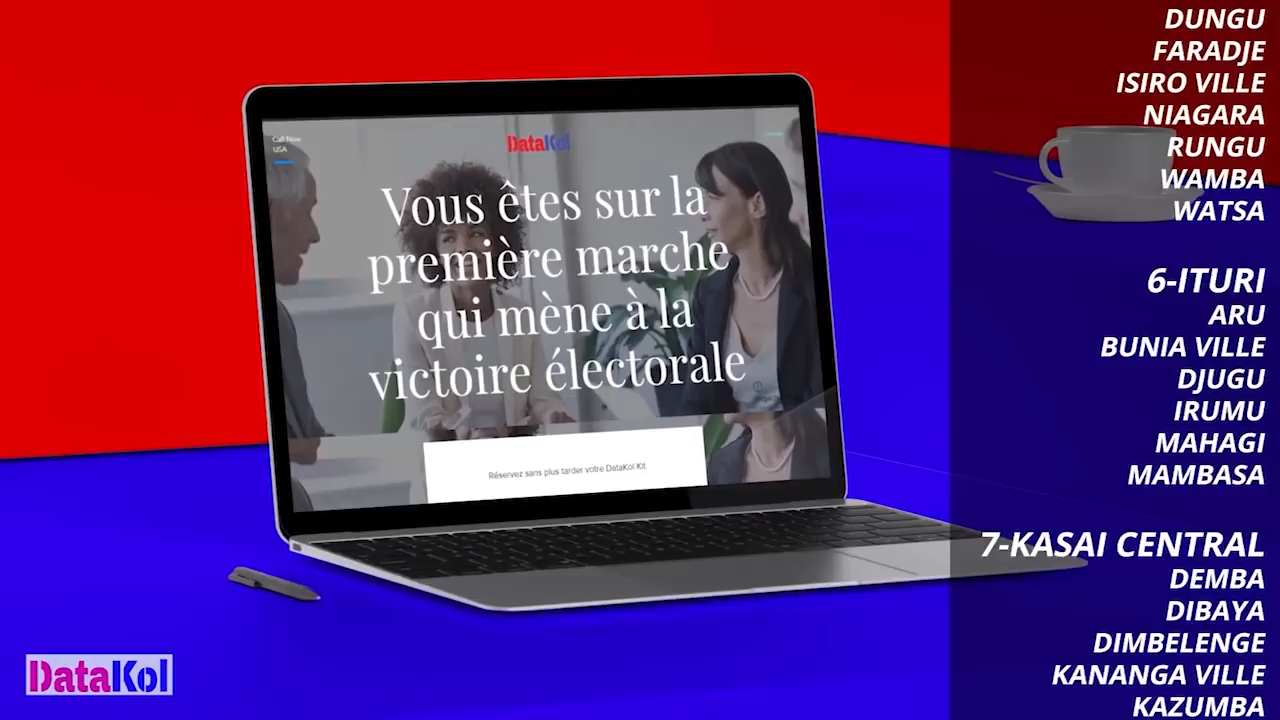 Call Now
USA
DataKol
Vous êtes sur la
première marche
qui mène à la
victoire électorale
Réservez sans plus tarder votre DataKol Kit
DataKol
DUNGU
FARADJE
ISIRO VILLE
NIAGARA
RUNGU
WAMBA
WATSA
6-ITURI
ARU
BUNIA VILLE
DJUGU
IRUMU
MAHAGI
MAMBASA
7-KASAI CENTRAL
DEMBA
DIBAYA
DIMBELENGE
KANANGA VILLE
KAZUMBA